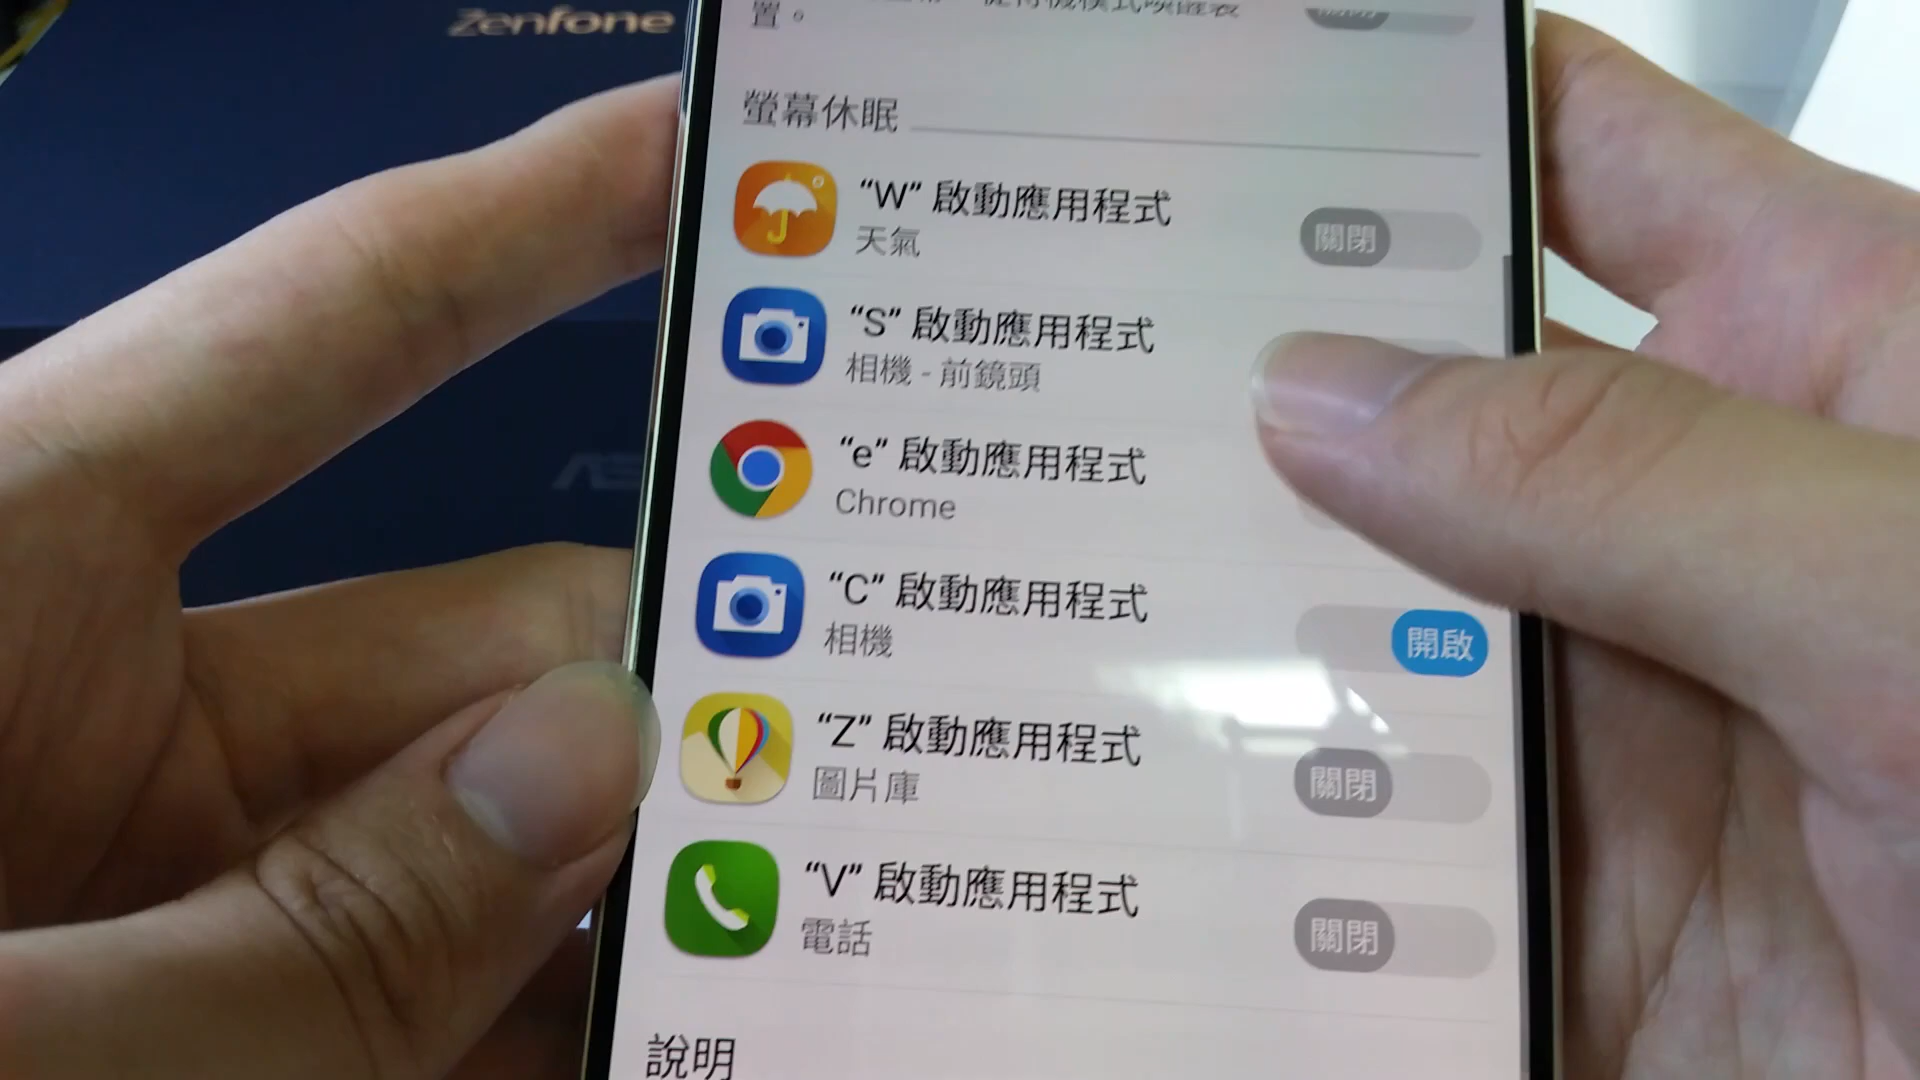 Zenfone
置。
螢幕休眠
“W” 啟動應用程式
天氣
關閉
“S” 啟動應用程式
相機 - 前鏡頭
“e” 啟動應用程式
Chrome
“C” 啟動應用程式
相機
開啟
“Z” 啟動應用程式
圖片庫
關閉
“V” 啟動應用程式
電話
關閉
說明